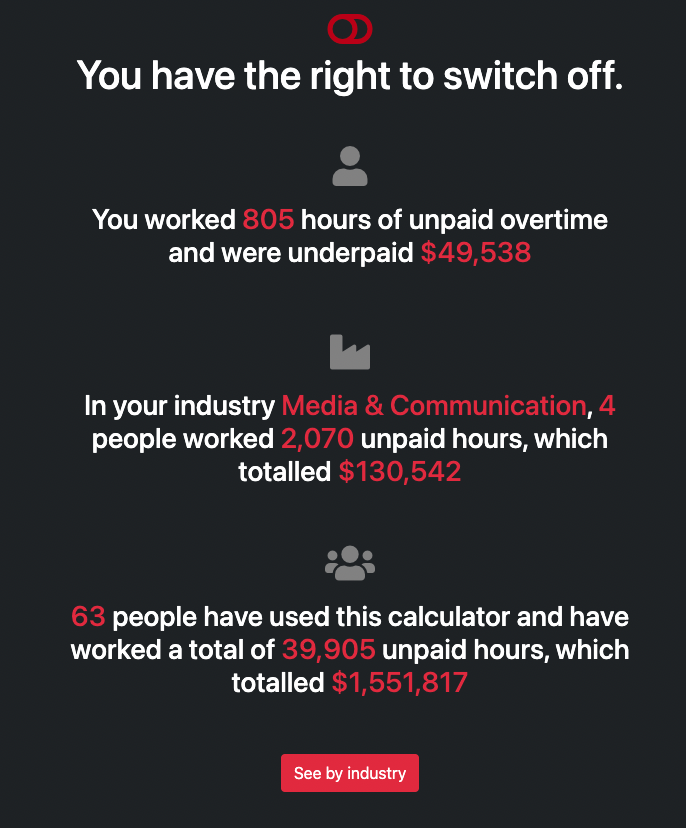 You have the right to switch off.
You worked 805 hours of unpaid overtime
and were underpaid $49,538
In your industry Media & Communication, 4
people worked 2,070 unpaid hours, which
totalled $130,542
63 people have used this calculator and have
worked a total of 39,905 unpaid hours, which
totalled $1,551,817
See by industry